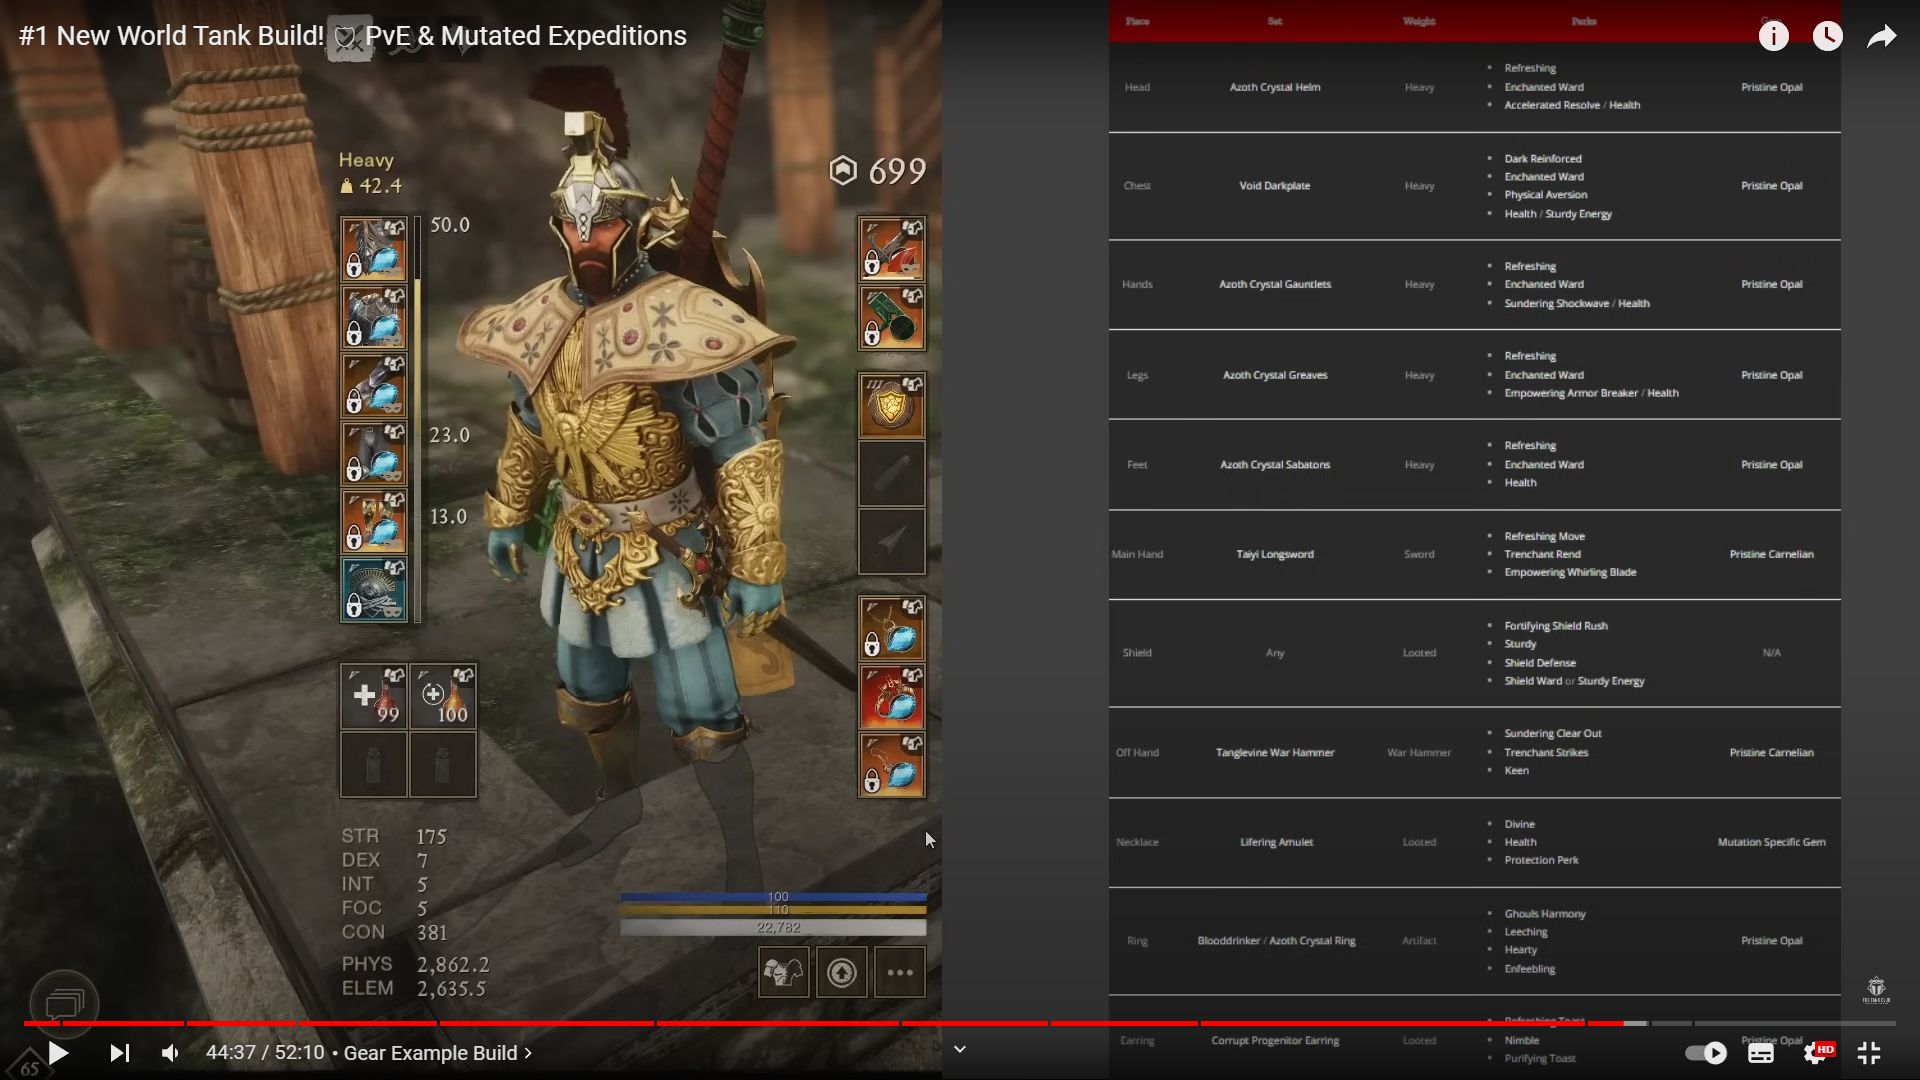 #1 New World Tank Build! 🛡 PvE & Mutated Expeditions
Heavy
42.4
699
50.0
23.0
13.0
III
99
100
STR 175
DEX 7
INT 5
FOC 5
CON 381
PHYS 2,862.2
ELEM 2,635.5
100
110
22,782
65
Piece Set Weight Perks
Head Azoth Crystal Helm Heavy Pristine Opal
Refreshing
Enchanted Ward
Accelerated Resolve / Health
Chest Void Darkplate Heavy Pristine Opal
Dark Reinforced
Enchanted Ward
Physical Aversion
Health / Sturdy Energy
Hands Azoth Crystal Gauntlets Heavy Pristine Opal
Refreshing
Enchanted Ward
Sundering Shockwave / Health
Legs Azoth Crystal Greaves Heavy Pristine Opal
Refreshing
Enchanted Ward
Empowering Armor Breaker / Health
Feet Azoth Crystal Sabatons Heavy Pristine Opal
Refreshing
Enchanted Ward
Health
Main Hand Taiyi Longsword Sword Pristine Carnelian
Refreshing Move
Trenchant Rend
Empowering Whirling Blade
Shield Any Looted N/A
Fortifying Shield Rush
Sturdy
Shield Defense
Shield Ward or Sturdy Energy
Off Hand Tanglevine War Hammer War Hammer Pristine Carnelian
Sundering Clear Out
Trenchant Strikes
Keen
Necklace Lifering Amulet Looted Mutation Specific Gem
Divine
Health
Protection Perk
Ring Blooddrinker / Azoth Crystal Ring Artifact Pristine Opal
Ghouls Harmony
Leeching
Hearty
Enfeebling
Earring Corrupt Progenitor Earring Looted Pristine Opal
Refreshing Toast
Nimble
Purifying Toast
44:37 / 52:10 • Gear Example Build >
HD